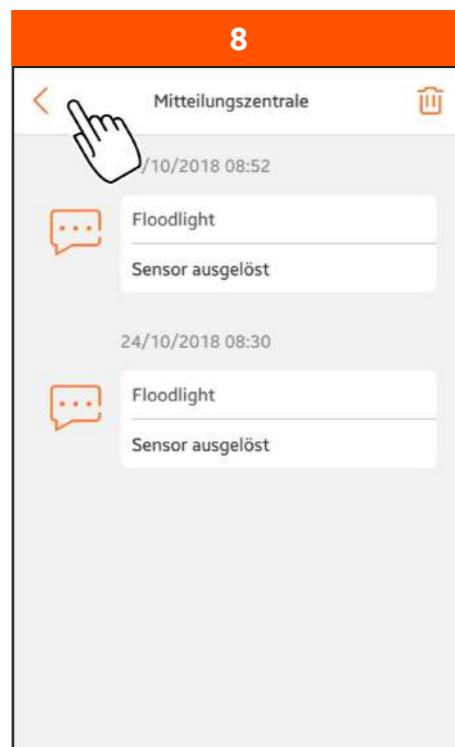 8
Mitteilungszentrale
/10/2018 08:52
Floodlight
Sensor ausgelöst
24/10/2018 08:30
Floodlight
Sensor ausgelöst